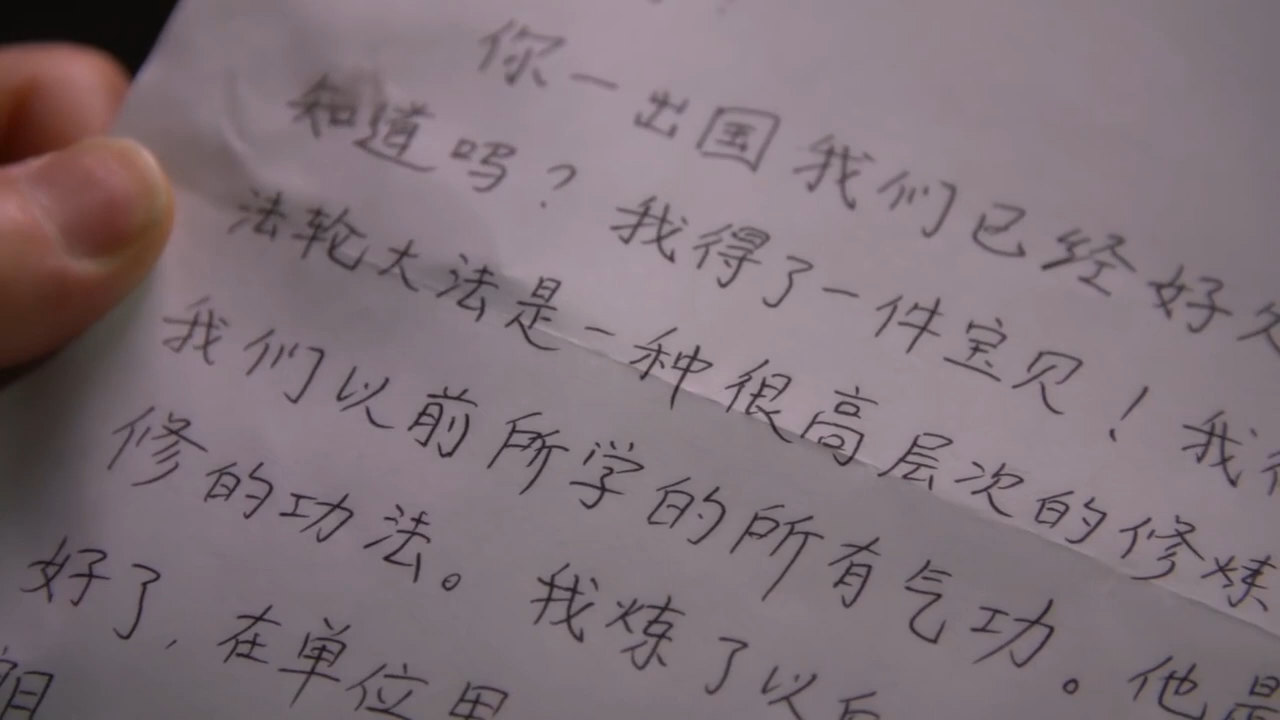 你一出国我们已经好久
知道吗？我得了一件宝贝！我
法轮大法是一种很高层次的修炼
我们以前所学的所有气功。他是
修的功法。我炼了以
好了，在单位里